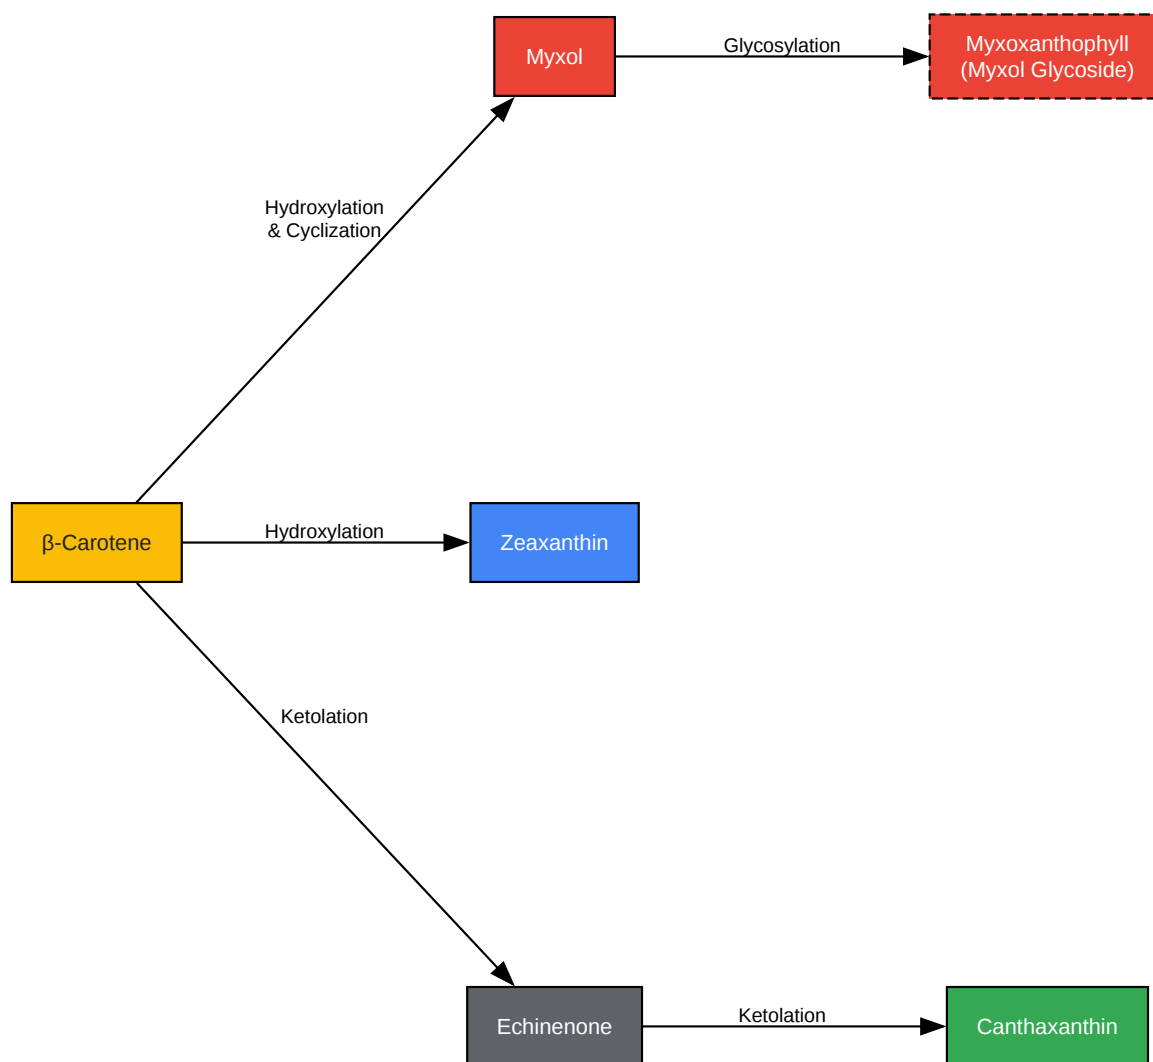 Myxol
Glycosylation
Myxoxanthophyll
(Myxol Glycoside)
Hydroxylation
& Cyclization
β-Carotene
Hydroxylation
Zeaxanthin
Ketolation
Echinenone
Ketolation
Canthaxanthin